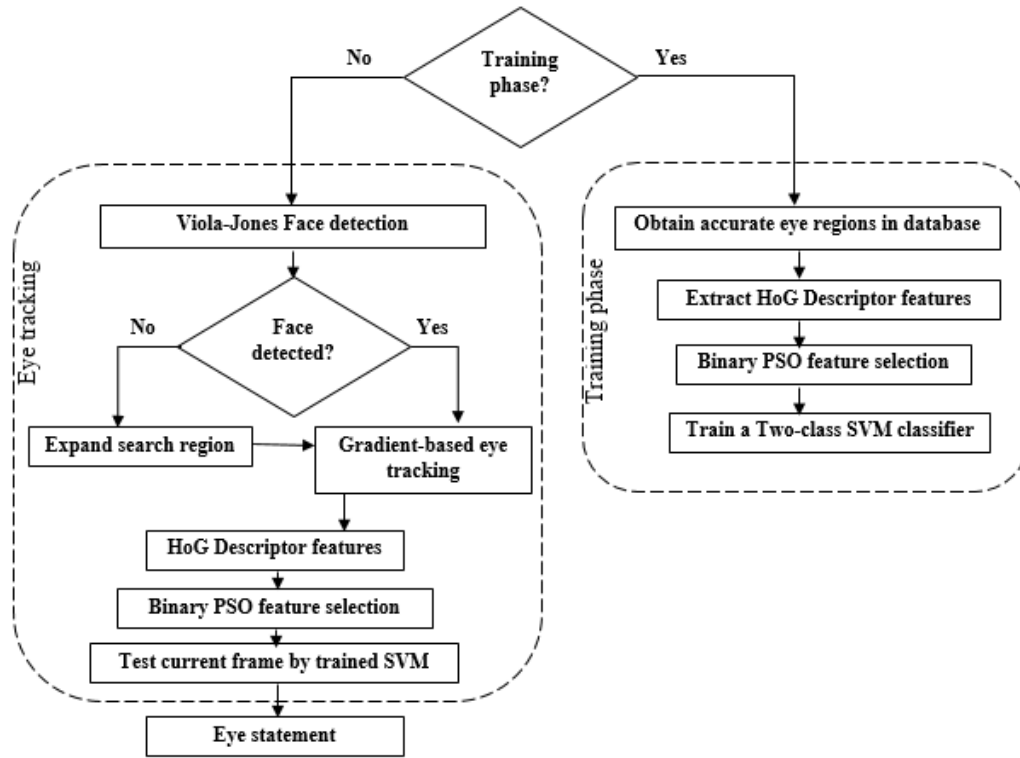 Training
phase?
No
Yes
Eye tracking
Viola-Jones Face detection
Face
detected?
No
Yes
Expand search region
Gradient-based eye
tracking
HoG Descriptor features
Binary PSO feature selection
Test current frame by trained SVM
Eye statement
Training phase
Obtain accurate eye regions in database
Extract HoG Descriptor features
Binary PSO feature selection
Train a Two-class SVM classifier